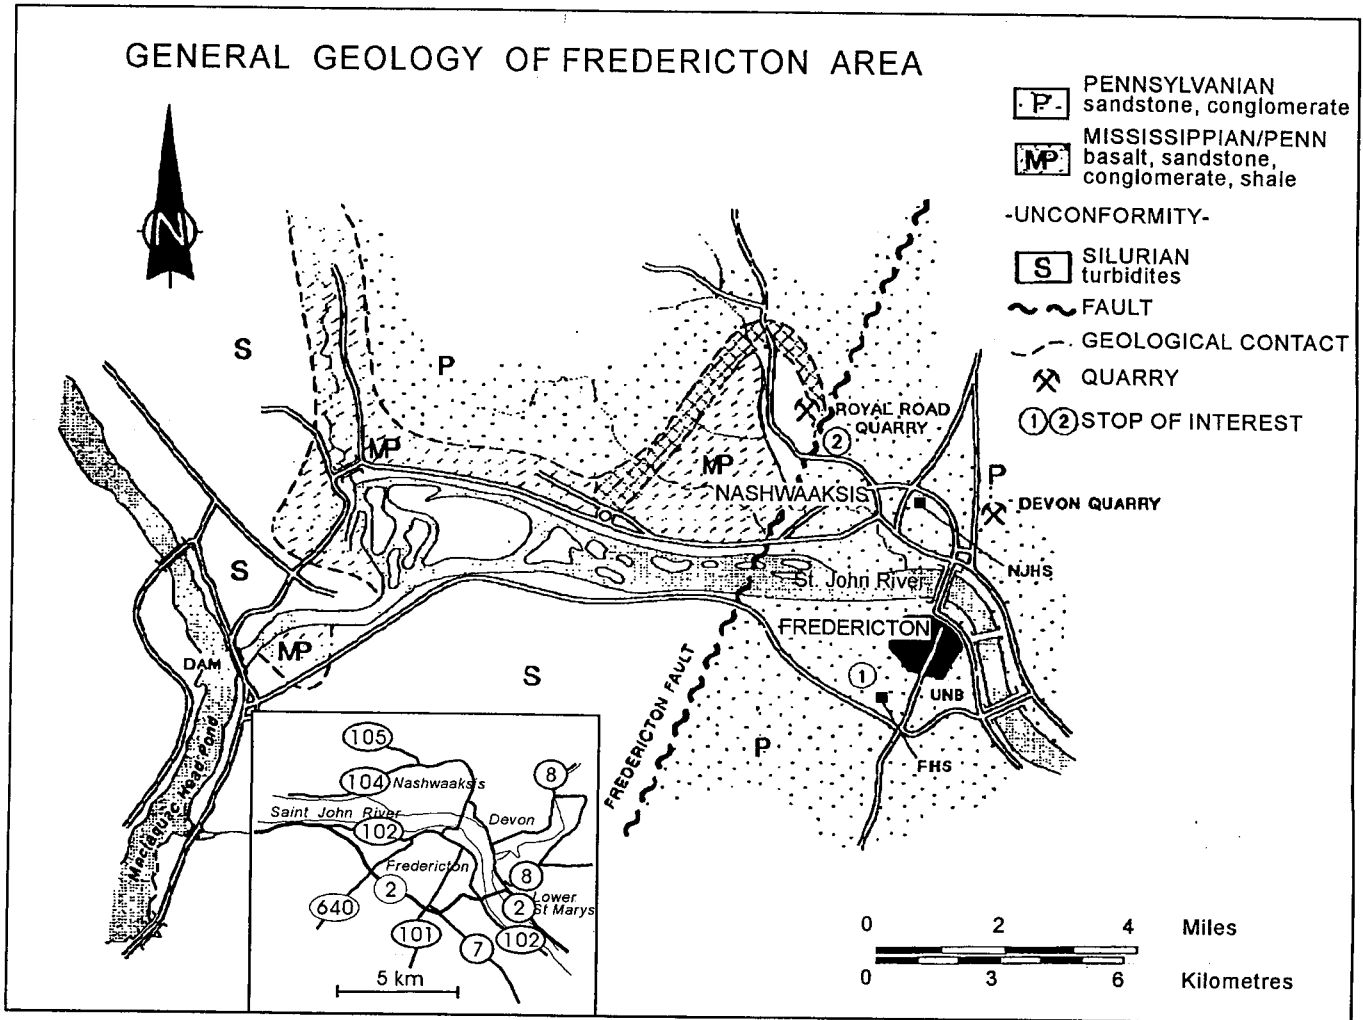 GENERAL GEOLOGY OF FREDERICTON AREA
N
P
PENNSYLVANIAN
sandstone, conglomerate
MP
MISSISSIPPIAN/PENN
basalt, sandstone,
conglomerate, shale
-UNCONFORMITY-
S
SILURIAN
turbidites
FAULT
GEOLOGICAL CONTACT
QUARRY
1 2 STOP OF INTEREST
S
P
MP
MP
ROYAL ROAD
QUARRY
2
NASHWAAKSIS
P
DEVON QUARRY
NJHS
St. John River
S
FREDERICTON
DAM
MP
S
1
UNB
FREDERICTON FAULT
P
FHS
Mactaquac Head Pond
105
104
Nashwaaksis
8
Saint John River
102
Devon
Fredericton
2
8
640
2
Lower
St Marys
101
7
102
5 km
0 2 4 Miles
0 3 6 Kilometres